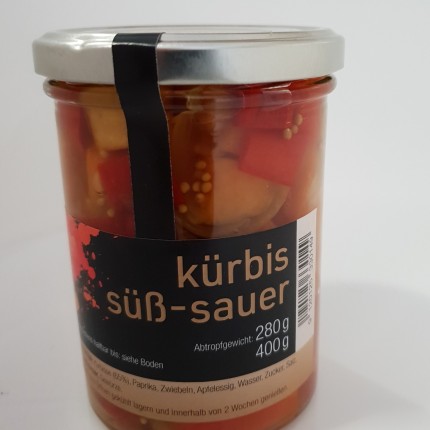 kürbis
süß-sauer
Abtropfgewicht: 280g
400g
haltbar bis: siehe Boden
Paprika, Zwiebeln, Apfelessig, Wasser, Zucker, Salz,
lagern und innerhalb von 2 Wochen genießen